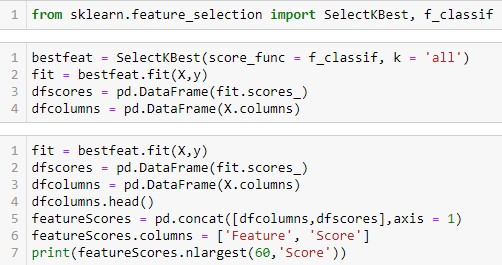 1 from sklearn.feature_selection import SelectKBest, f_classif
1 bestfeat = SelectKBest(score_func = f_classif, k = 'all')
2 fit = bestfeat.fit(X,y)
3 dfscores = pd.DataFrame(fit.scores_)
4 dfcolumns = pd.DataFrame(X.columns)
1 fit = bestfeat.fit(X,y)
2 dfscores = pd.DataFrame(fit.scores_)
3 dfcolumns = pd.DataFrame(X.columns)
4 dfcolumns.head()
5 featureScores = pd.concat([dfcolumns,dfscores],axis = 1)
6 featureScores.columns = ['Feature', 'Score']
7 print(featureScores.nlargest(60,'Score'))